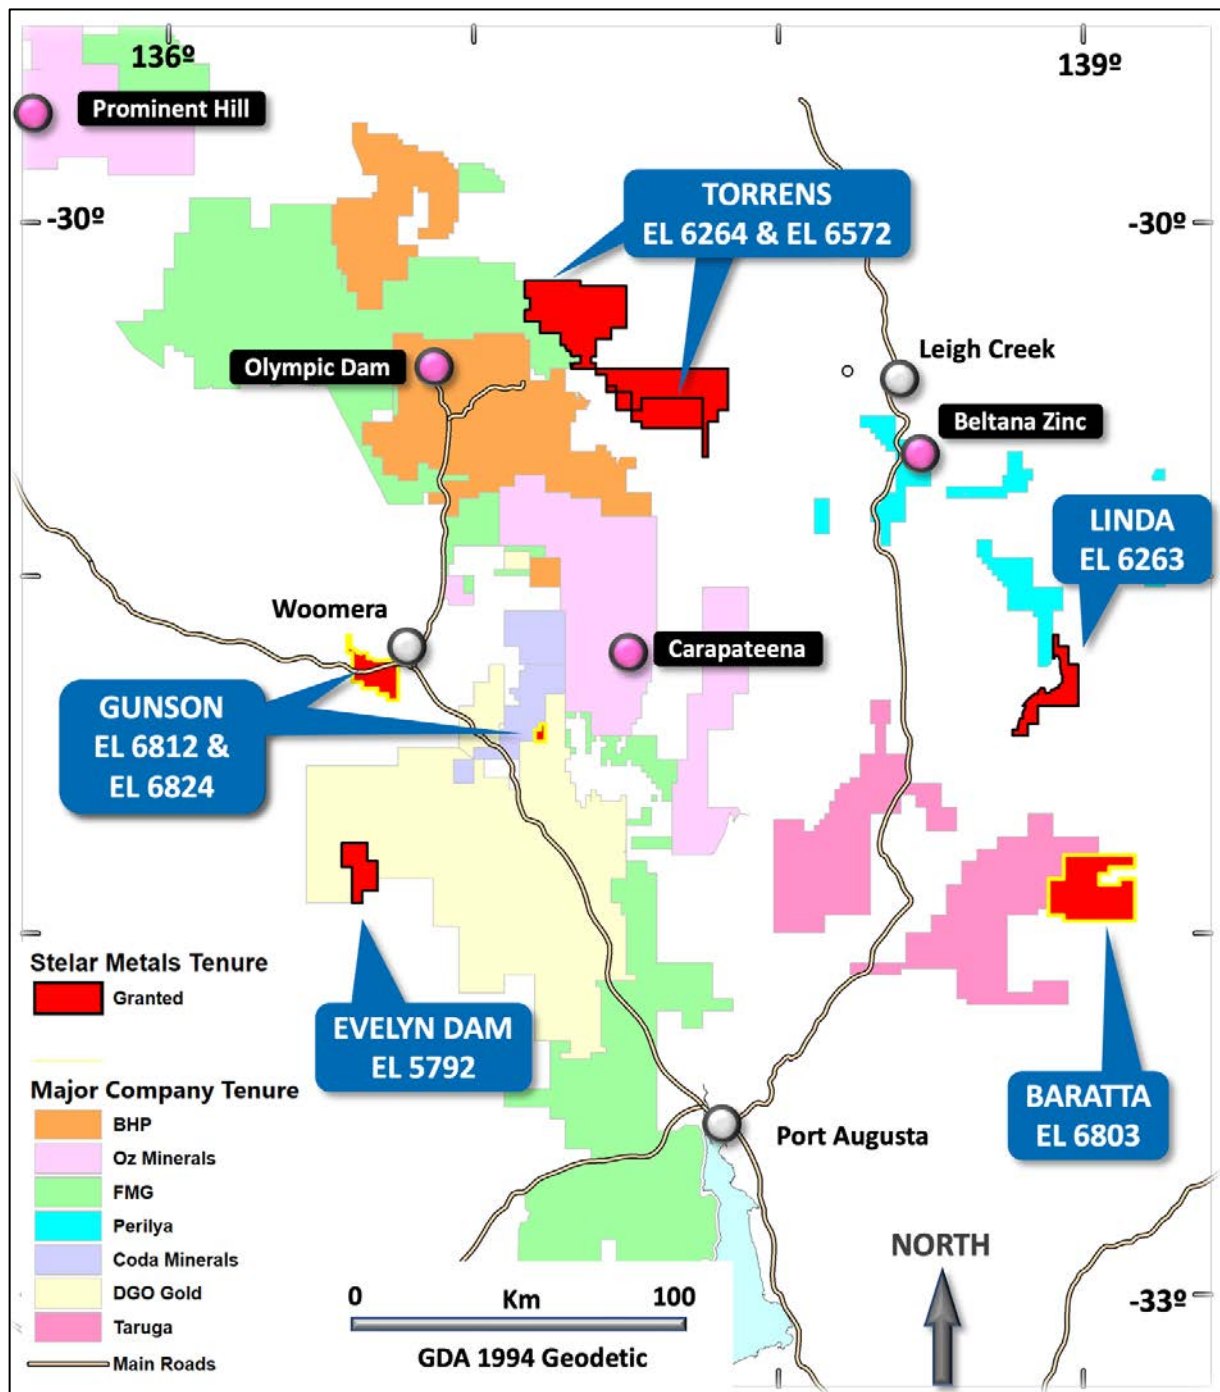 136º
139º
Prominent Hill
-30º
-30º
TORRENS
EL 6264 & EL 6572
Olympic Dam
Leigh Creek
Beltana Zinc
LINDA
EL 6263
Woomera
Carapateena
GUNSON
EL 6812 &
EL 6824
EVELYN DAM
EL 5792
BARATTA
EL 6803
Port Augusta
Stelar Metals Tenure
Granted
Major Company Tenure
BHP
Oz Minerals
FMG
Perilya
Coda Minerals
DGO Gold
Taruga
Main Roads
0 Km 100
GDA 1994 Geodetic
NORTH
-33º